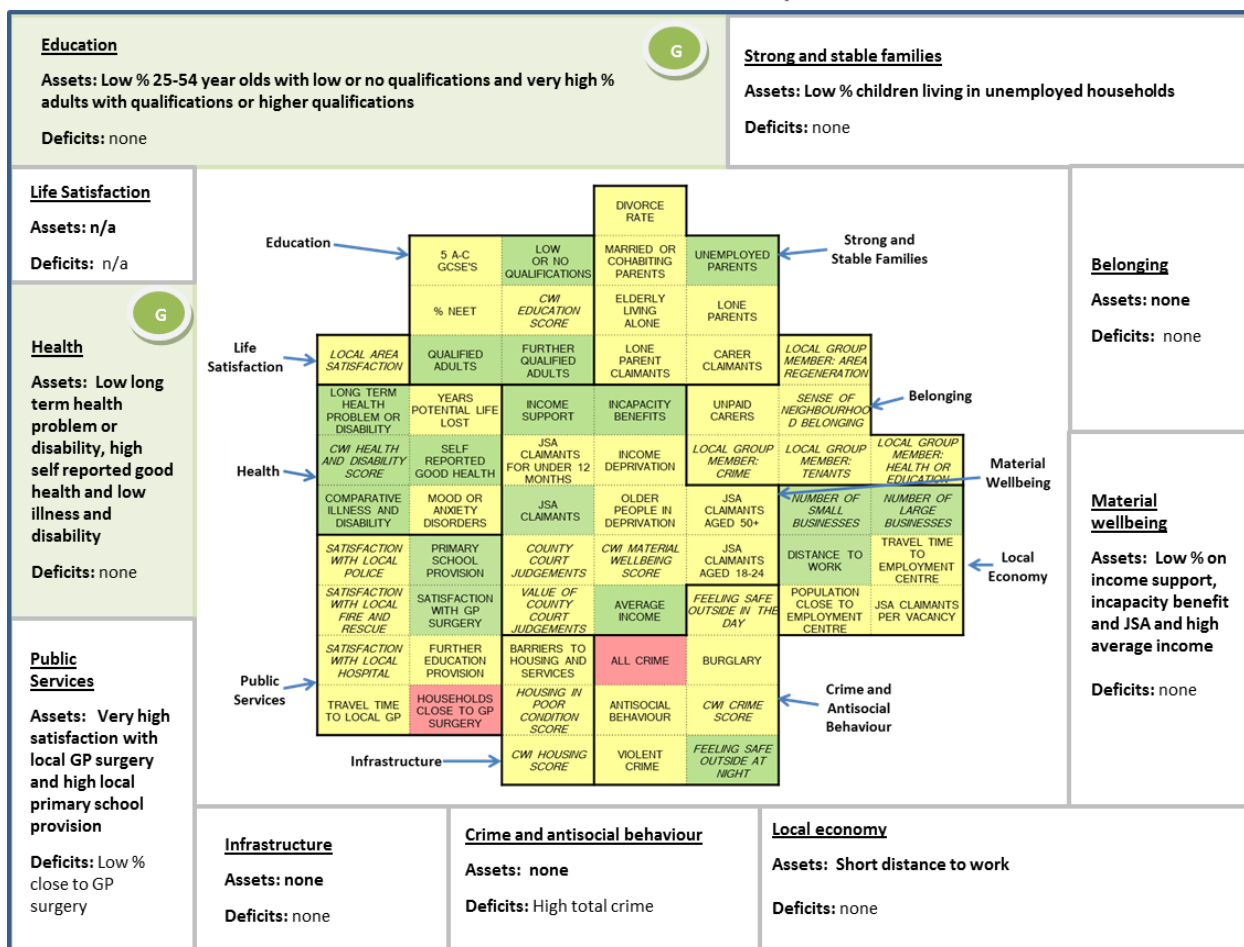 Education
G
Assets: Low % 25-54 year olds with low or no qualifications and very high %
adults with qualifications or higher qualifications
Deficits: none
Strong and stable families
Assets: Low % children living in unemployed households
Deficits: none
Life Satisfaction
Assets: n/a
Deficits: n/a
G
Health
Assets: Low long
term health
problem or
disability, high
self reported good
health and low
illness and
disability
Deficits: none
Public
Services
Assets: Very high
satisfaction with
local GP surgery
and high local
primary school
provision
Deficits: Low %
close to GP
surgery
Education
Strong and
Stable Families
Life
Satisfaction
Belonging
Health
Material
Wellbeing
Local
Economy
Public
Services
Crime and
Antisocial
Behaviour
Infrastructure
DIVORCE
RATE
5 A-C
GCSE'S
LOW
OR NO
QUALIFICATIONS
MARRIED OR
COHABITING
PARENTS
UNEMPLOYED
PARENTS
% NEET
CWI
EDUCATION
SCORE
ELDERLY
LIVING
ALONE
LONE
PARENTS
LOCAL AREA
SATISFACTION
QUALIFIED
ADULTS
FURTHER
QUALIFIED
ADULTS
LONE
PARENT
CLAIMANTS
CARER
CLAIMANTS
LOCAL GROUP
MEMBER: AREA
REGENERATION
LONG TERM
HEALTH
PROBLEM OR
DISABILITY
YEARS
POTENTIAL LIFE
LOST
INCOME
SUPPORT
INCAPACITY
BENEFITS
UNPAID
CARERS
SENSE OF
NEIGHBOURHOO
D BELONGING
CWI HEALTH
AND DISABILITY
SCORE
SELF
REPORTED
GOOD HEALTH
JSA
CLAIMANTS
FOR UNDER 12
MONTHS
INCOME
DEPRIVATION
LOCAL GROUP
MEMBER:
CRIME
LOCAL GROUP
MEMBER:
TENANTS
LOCAL GROUP
MEMBER:
HEALTH OR
EDUCATION
COMPARATIVE
ILLNESS AND
DISABILITY
MOOD OR
ANXIETY
DISORDERS
JSA
CLAIMANTS
OLDER
PEOPLE IN
DEPRIVATION
JSA
CLAIMANTS
AGED 50+
NUMBER OF
SMALL
BUSINESSES
NUMBER OF
LARGE
BUSINESSES
SATISFACTION
WITH LOCAL
POLICE
PRIMARY
SCHOOL
PROVISION
COUNTY
COURT
JUDGEMENTS
CWI MATERIAL
WELLBEING
SCORE
JSA
CLAIMANTS
AGED 18-24
DISTANCE TO
WORK
TRAVEL TIME
TO
EMPLOYMENT
CENTRE
SATISFACTION
WITH LOCAL
FIRE AND
RESCUE
SATISFACTION
WITH GP
SURGERY
VALUE OF
COUNTY
COURT
JUDGEMENTS
AVERAGE
INCOME
FEELING SAFE
OUTSIDE IN THE
DAY
POPULATION
CLOSE TO
EMPLOYMENT
CENTRE
JSA CLAIMANTS
PER VACANCY
SATISFACTION
WITH LOCAL
HOSPITAL
FURTHER
EDUCATION
PROVISION
BARRIERS TO
HOUSING AND
SERVICES
ALL CRIME
BURGLARY
TRAVEL TIME
TO LOCAL GP
HOUSEHOLDS
CLOSE TO GP
SURGERY
HOUSING IN
POOR
CONDITION
SCORE
ANTISOCIAL
BEHAVIOUR
CWI CRIME
SCORE
CWI HOUSING
SCORE
VIOLENT
CRIME
FEELING SAFE
OUTSIDE AT
NIGHT
Belonging
Assets: none
Deficits: none
Material
wellbeing
Assets: Low % on
income support,
incapacity benefit
and JSA and high
average income
Deficits: none
Infrastructure
Assets: none
Deficits: none
Crime and antisocial behaviour
Assets: none
Deficits: High total crime
Local economy
Assets: Short distance to work
Deficits: none